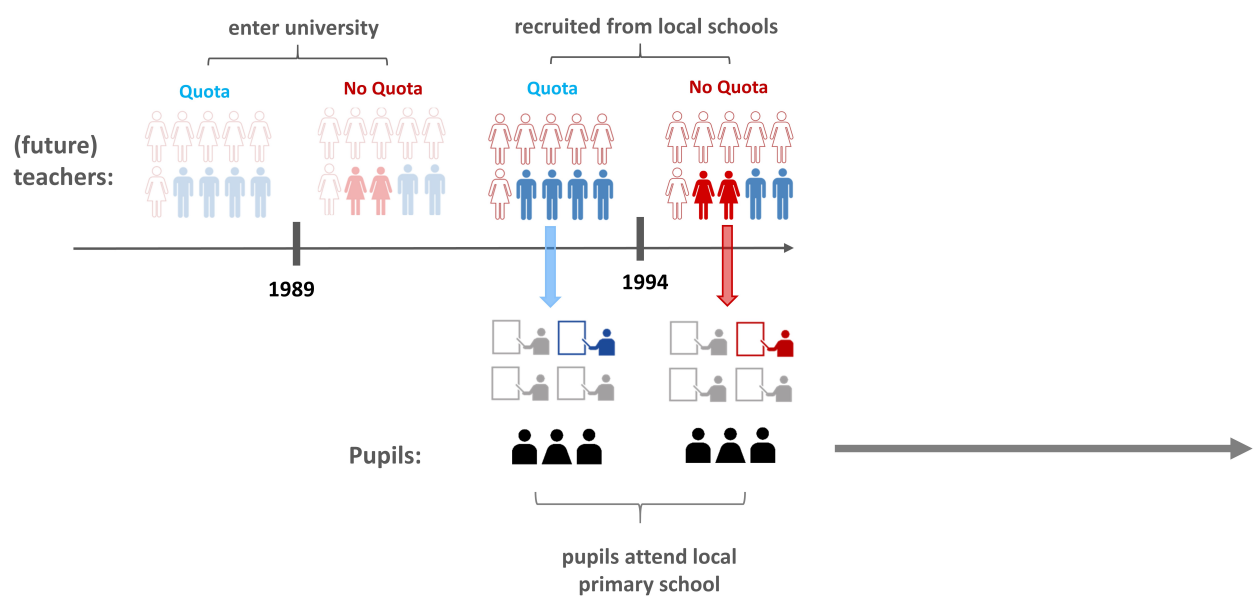 enter university
recruited from local schools
Quota
No Quota
Quota
No Quota
(future)
teachers:
1989
1994
Pupils:
pupils attend local
primary school